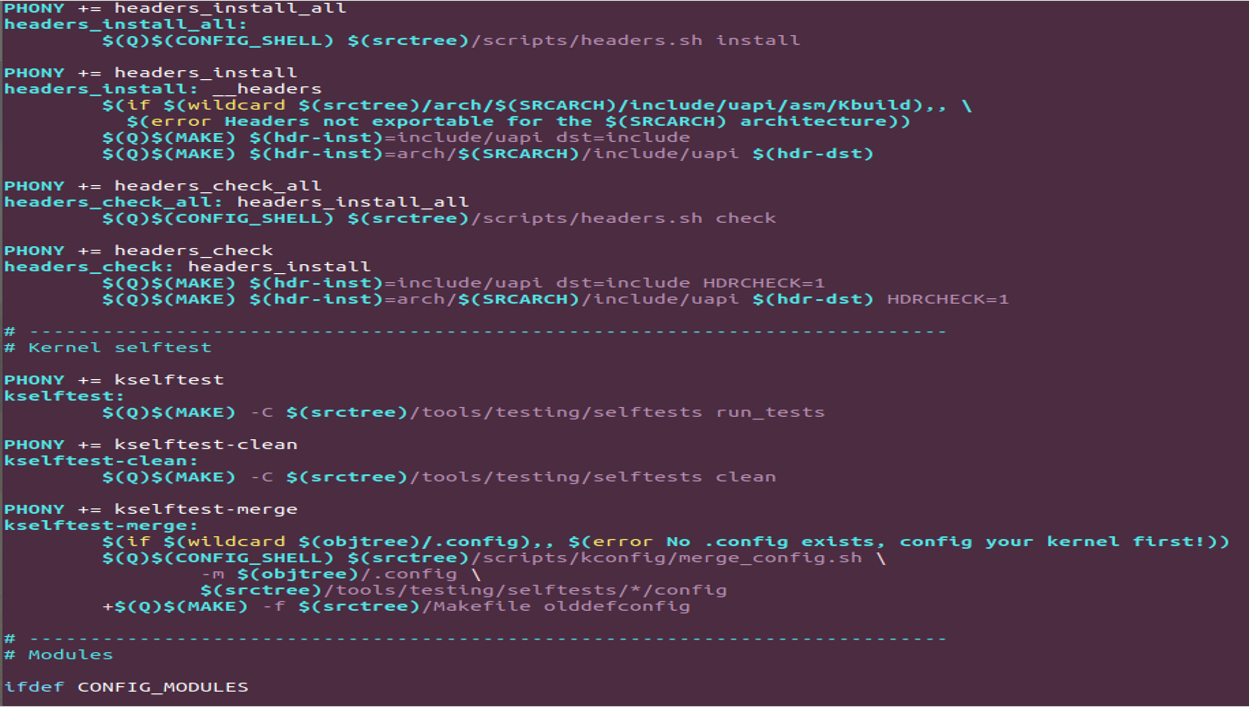 PHONY += headers_install_all
headers_install_all:
	$(Q)$(CONFIG_SHELL) $(srctree)/scripts/headers.sh install

PHONY += headers_install
headers_install: __headers
	$(if $(wildcard $(srctree)/arch/$(SRCARCH)/include/uapi/asm/Kbuild),, \
	  $(error Headers not exportable for the $(SRCARCH) architecture))
	$(Q)$(MAKE) $(hdr-inst)=include/uapi dst=include
	$(Q)$(MAKE) $(hdr-inst)=arch/$(SRCARCH)/include/uapi $(hdr-dst)

PHONY += headers_check_all
headers_check_all: headers_install_all
	$(Q)$(CONFIG_SHELL) $(srctree)/scripts/headers.sh check

PHONY += headers_check
headers_check: headers_install
	$(Q)$(MAKE) $(hdr-inst)=include/uapi dst=include HDRCHECK=1
	$(Q)$(MAKE) $(hdr-inst)=arch/$(SRCARCH)/include/uapi $(hdr-dst) HDRCHECK=1

# ---------------------------------------------------------------------------
# Kernel selftest

PHONY += kselftest
kselftest:
	$(Q)$(MAKE) -C $(srctree)/tools/testing/selftests run_tests

PHONY += kselftest-clean
kselftest-clean:
	$(Q)$(MAKE) -C $(srctree)/tools/testing/selftests clean

PHONY += kselftest-merge
kselftest-merge:
	$(if $(wildcard $(objtree)/.config),, $(error No .config exists, config your kernel first!))
	$(Q)$(CONFIG_SHELL) $(srctree)/scripts/kconfig/merge_config.sh \
		-m $(objtree)/.config \
		$(srctree)/tools/testing/selftests/*/config
	+$(Q)$(MAKE) -f $(srctree)/Makefile olddefconfig

# ---------------------------------------------------------------------------
# Modules

ifdef CONFIG_MODULES